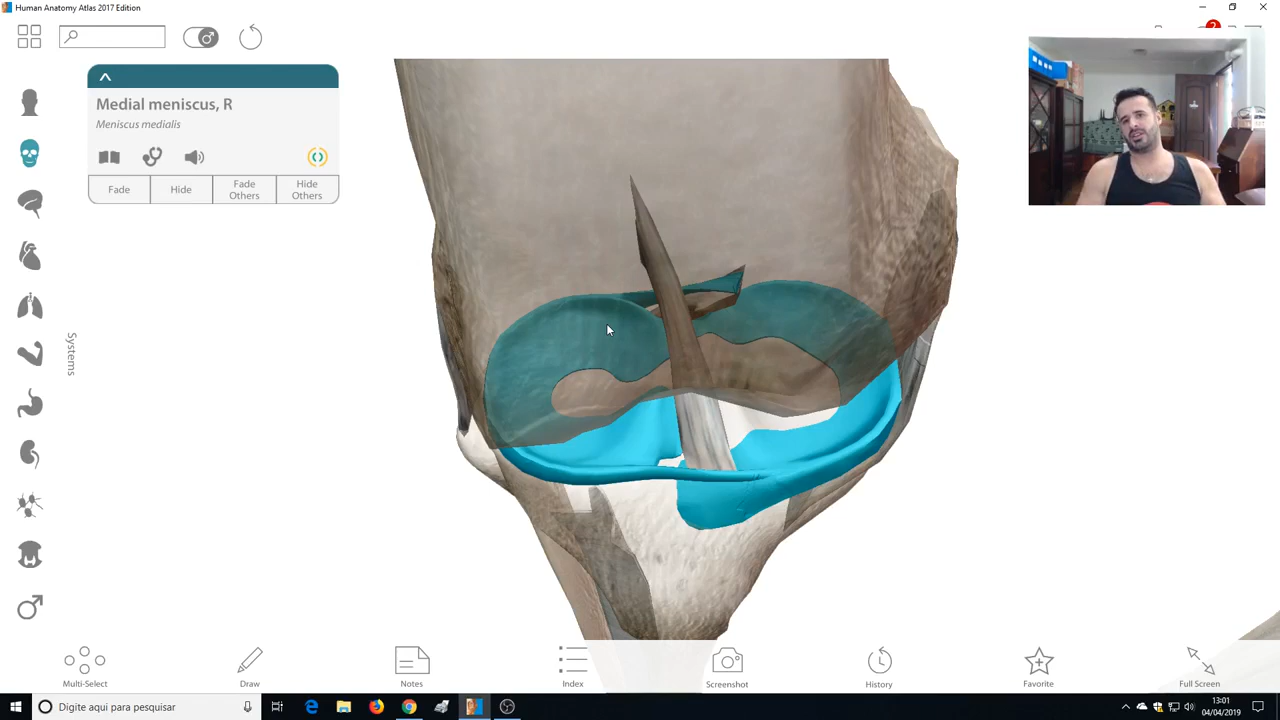 Human Anatomy Atlas 2017 Edition
2
Medial meniscus, R
Meniscus medialis
Fade
Hide
Fade Others
Hide Others
Systems
Multi-Select
Draw
Notes
Index
Screenshot
History
Favorite
Full Screen
Digite aqui para pesquisar
13:01
04/04/2019